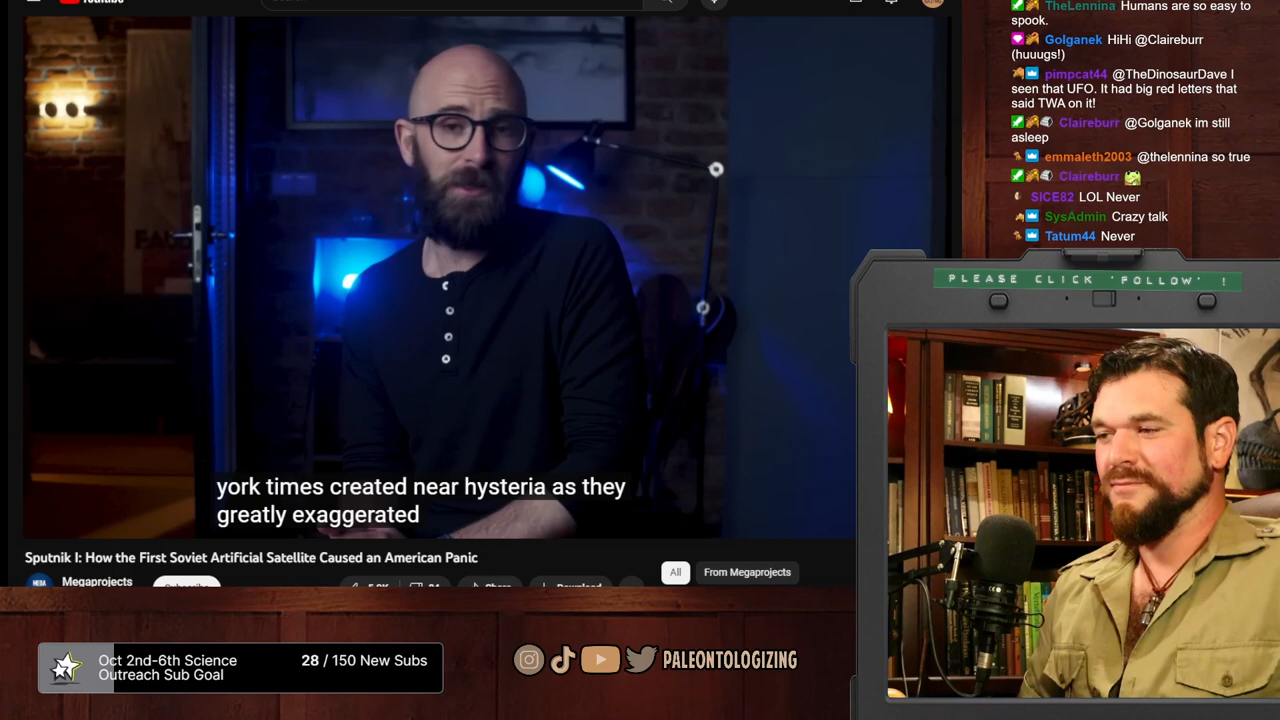 TheLennina Humans are so easy to
spook.
Golganek HiHi @Claireburr
(huuugs!)
pimpcat44 @TheDinosaurDave I
seen that UFO. It had big red letters that
said TWA on it!
Claireburr @Golganek im still
asleep
emmaleth2003 @thelennina so true
Claireburr
SICE82 LOL Never
SysAdmin Crazy talk
Tatum44 Never
PLEASE CLICK 'FOLLOW' !
york times created near hysteria as they
greatly exaggerated
Sputnik I: How the First Soviet Artificial Satellite Caused an American Panic
Megaprojects
All
From Megaprojects
Oct 2nd-6th Science
Outreach Sub Goal
28 / 150 New Subs
PALEONTOLOGIZING